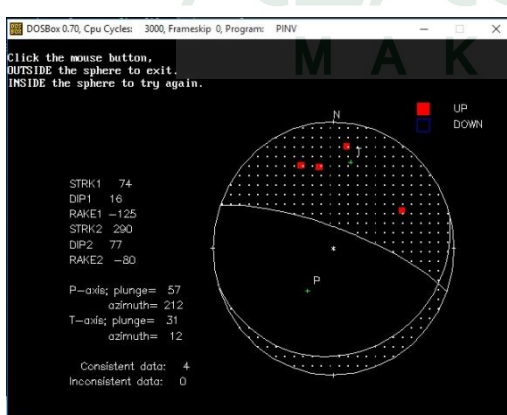 DOSBox 0.70, Cpu Cycles: 3000, Frameskip 0, Program: PINV
M A K
Click the mouse button,
OUTSIDE the sphere to exit.
INSIDE the sphere to try again.
UP
DOWN
N
T
P
STRK1 74
DIP1 16
RAKE1 -125
STRK2 290
DIP2 77
RAKE2 -80
P-axis; plunge= 57
azimuth= 212
T-axis; plunge= 31
azimuth= 12
Consistent data: 4
Inconsistent data: 0